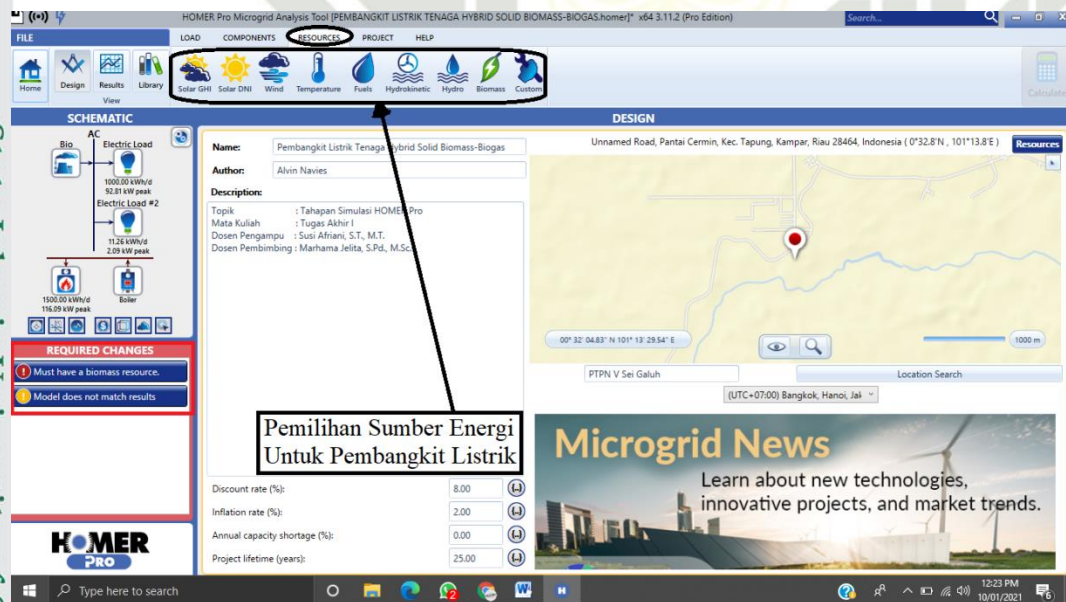 HOMER Pro Microgrid Analysis Tool [PEMBANGKIT LISTRIK TENAGA HYBRID SOLID BIOMASS-BIOGAS.homer]* x64 3.11.2 (Pro Edition)
Search...
FILE
LOAD COMPONENTS RESOURCES PROJECT HELP
Home Design Results Library
View
Solar GHI Solar DNI Wind Temperature Fuels Hydrokinetic Hydro Biomass Custom
Calculate
SCHEMATIC
AC
Bio
Electric Load
1000.00 kWh/d
92.81 kW peak
Electric Load #2
11.26 kWh/d
2.09 kW peak
1500.00 kWh/d
116.09 kW peak
Boiler
REQUIRED CHANGES
Must have a biomass resource.
Model does not match results
HOMER
PRO
DESIGN
Name: Pembangkit Listrik Tenaga Hybrid Solid Biomass-Biogas
Author: Alvin Navies
Description:
Topik : Tahapan Simulasi HOMER Pro
Mata Kuliah : Tugas Akhir I
Dosen Pengampu : Susi Afriani, S.T., M.T.
Dosen Pembimbing : Marhama Jelita, S.Pd., M.Sc.
Pemilihan Sumber Energi
Untuk Pembangkit Listrik
Discount rate (%): 8.00
Inflation rate (%): 2.00
Annual capacity shortage (%): 0.00
Project lifetime (years): 25.00
Unnamed Road, Pantai Cermin, Kec. Tapung, Kampar, Riau 28464, Indonesia ( 0°32.8'N , 101°13.8'E )
Resources
00° 32' 04.83" N 101° 13' 29.54" E
1000 m
PTPN V Sei Galuh
Location Search
(UTC+07:00) Bangkok, Hanoi, Jak
Microgrid News
Learn about new technologies,
innovative projects, and market trends.
Type here to search
12:23 PM
10/01/2021